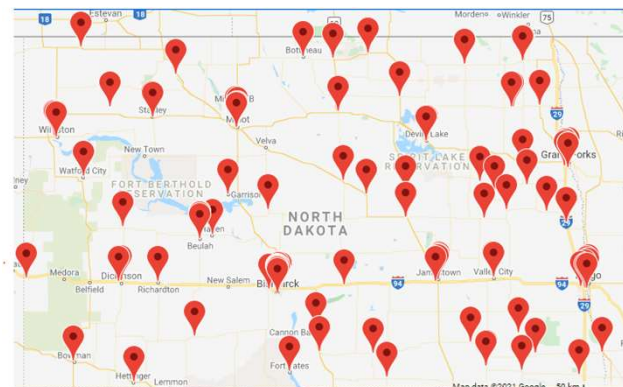 18
Estevan
18
Morden
Winkler
75
Bottineau
Stanley
Minot
Williston
Velva
29
Devils Lake
New Town
SPIRIT LAKE
RESERVATION
Grand Forks
Watford City
FORT BERTHOLD
RESERVATION
Garrison
NORTH
DAKOTA
29
Beulah
Medora
Dickinson
New Salem
Jamestown
Valley City
Belfield
Richardton
Bismarck
94
94
29
Cannon Ba
Bowman
Fort Yates
Hettinger
Lemmon
Map data ©2021 Google
50 km